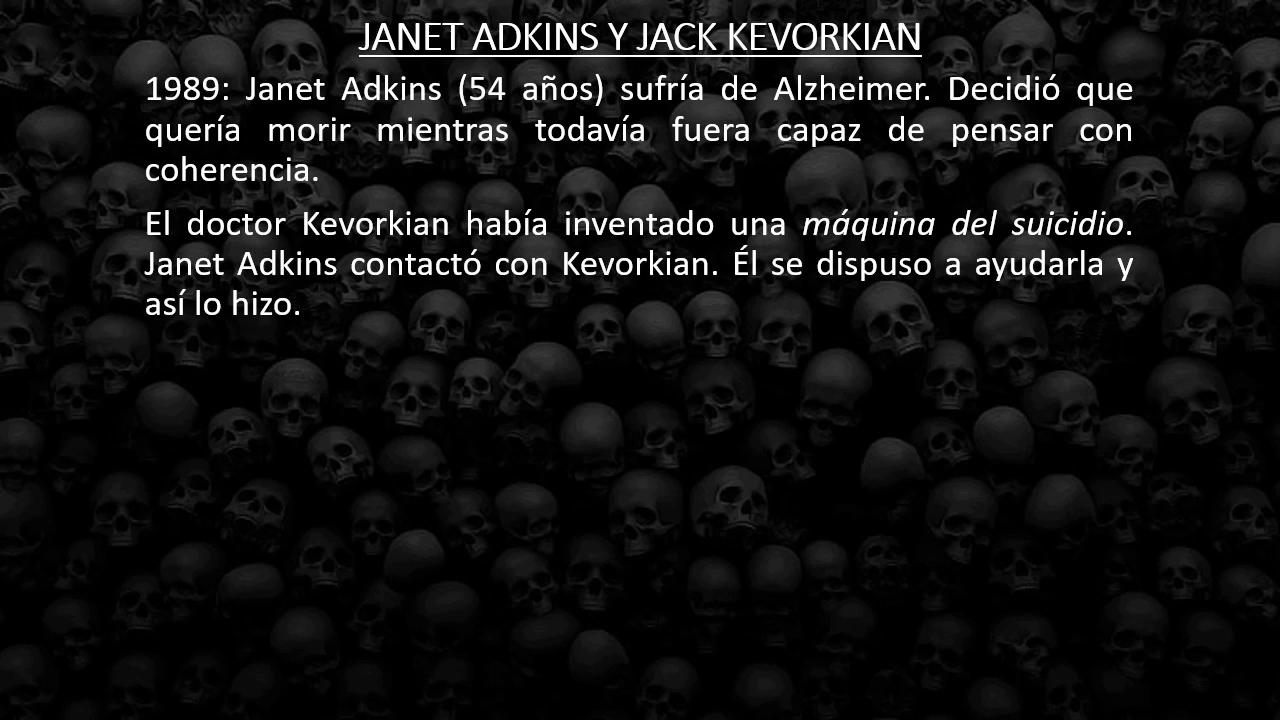 JANET ADKINS Y JACK KEVORKIAN
1989: Janet Adkins (54 años) sufría de Alzheimer. Decidió que
quería morir mientras todavía fuera capaz de pensar con
coherencia.
El doctor Kevorkian había inventado una máquina del suicidio.
Janet Adkins contactó con Kevorkian. Él se dispuso a ayudarla y
así lo hizo.